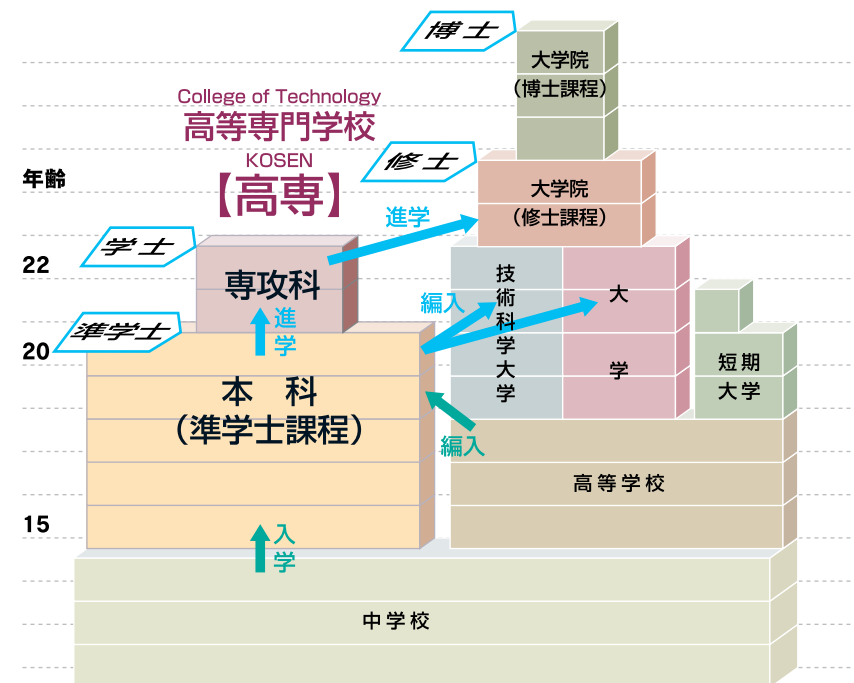 博士
大学院
(博士課程)
College of Technology
高等専門学校
KOSEN
【高専】
年齢
修士
大学院
(修士課程)
進学
学士
22
専攻科
進学
編入
技術科学大学
大学
準学士
20
短期
大学
本科
(準学士課程)
編入
高等学校
15
入学
中学校